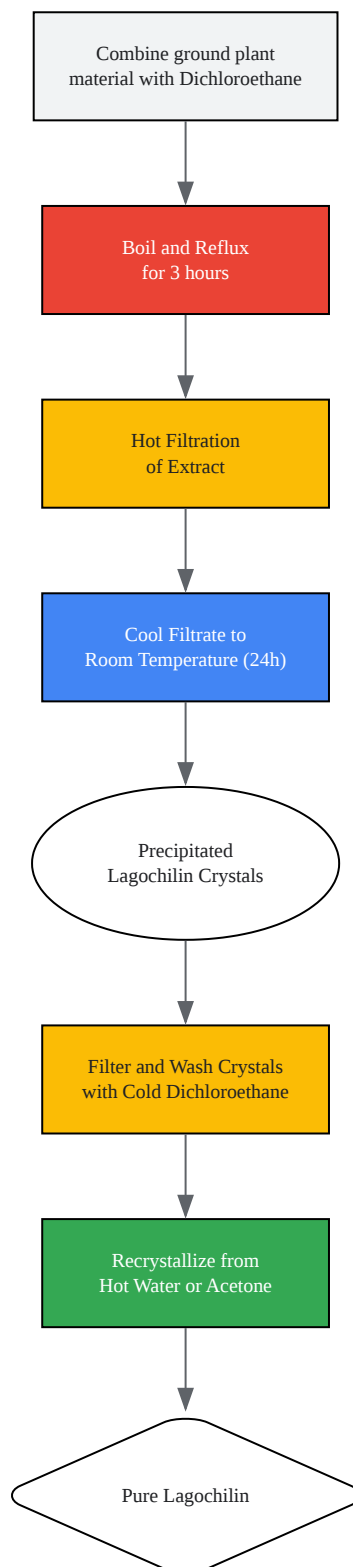 Combine ground plant
material with Dichloroethane
Boil and Reflux
for 3 hours
Hot Filtration
of Extract
Cool Filtrate to
Room Temperature (24h)
Precipitated
Lagochilin Crystals
Filter and Wash Crystals
with Cold Dichloroethane
Recrystallize from
Hot Water or Acetone
Pure Lagochilin